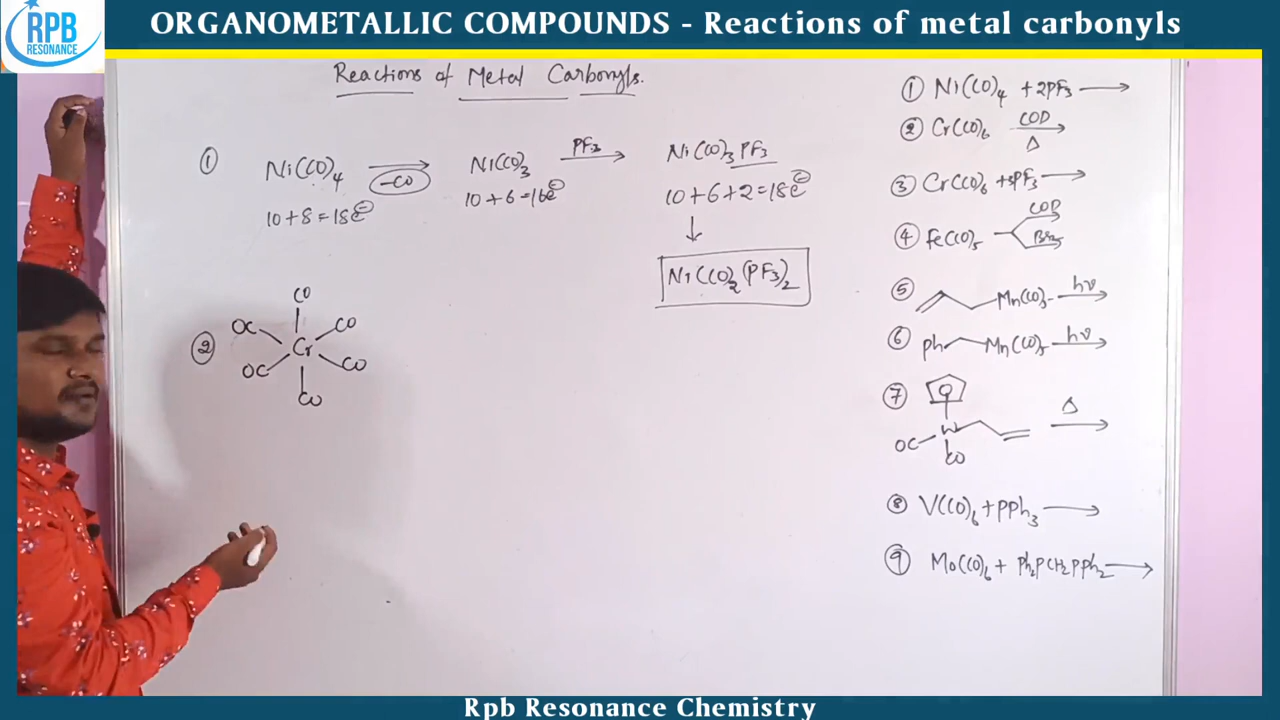 RPB
RESONANCE
ORGANOMETALLIC COMPOUNDS - Reactions of metal carbonyls
Reactions of Metal Carbonyls.
① Ni(CO)₄ ⟶ -CO Ni(CO)₃ ⟶ PF₃ Ni(CO)₃PF₃
10+8=18e⊖ 10+6=16e⊖ 10+6+2=18e⊖
↓
Ni(CO)₂(PF₃)₂
② CO
OC CO
Cr
OC CO
CO
① Ni(CO)₄ + 2PF₃ ⟶
② Cr(CO)₆ ⟶ COD Δ
③ Cr(CO)₆ + 3PF₃ ⟶
④ Fe(CO)₅ COD
Br₂
⑤ Mn(CO)₅ ⟶ hν
⑥ ph Mn(CO)₅ ⟶ hν
⑦ W Δ ⟶
OC
CO
⑧ V(CO)₆ + PPh₃ ⟶
⑨ Mo(CO)₆ + Ph₂PCH₂PPh₂ ⟶
Rpb Resonance Chemistry